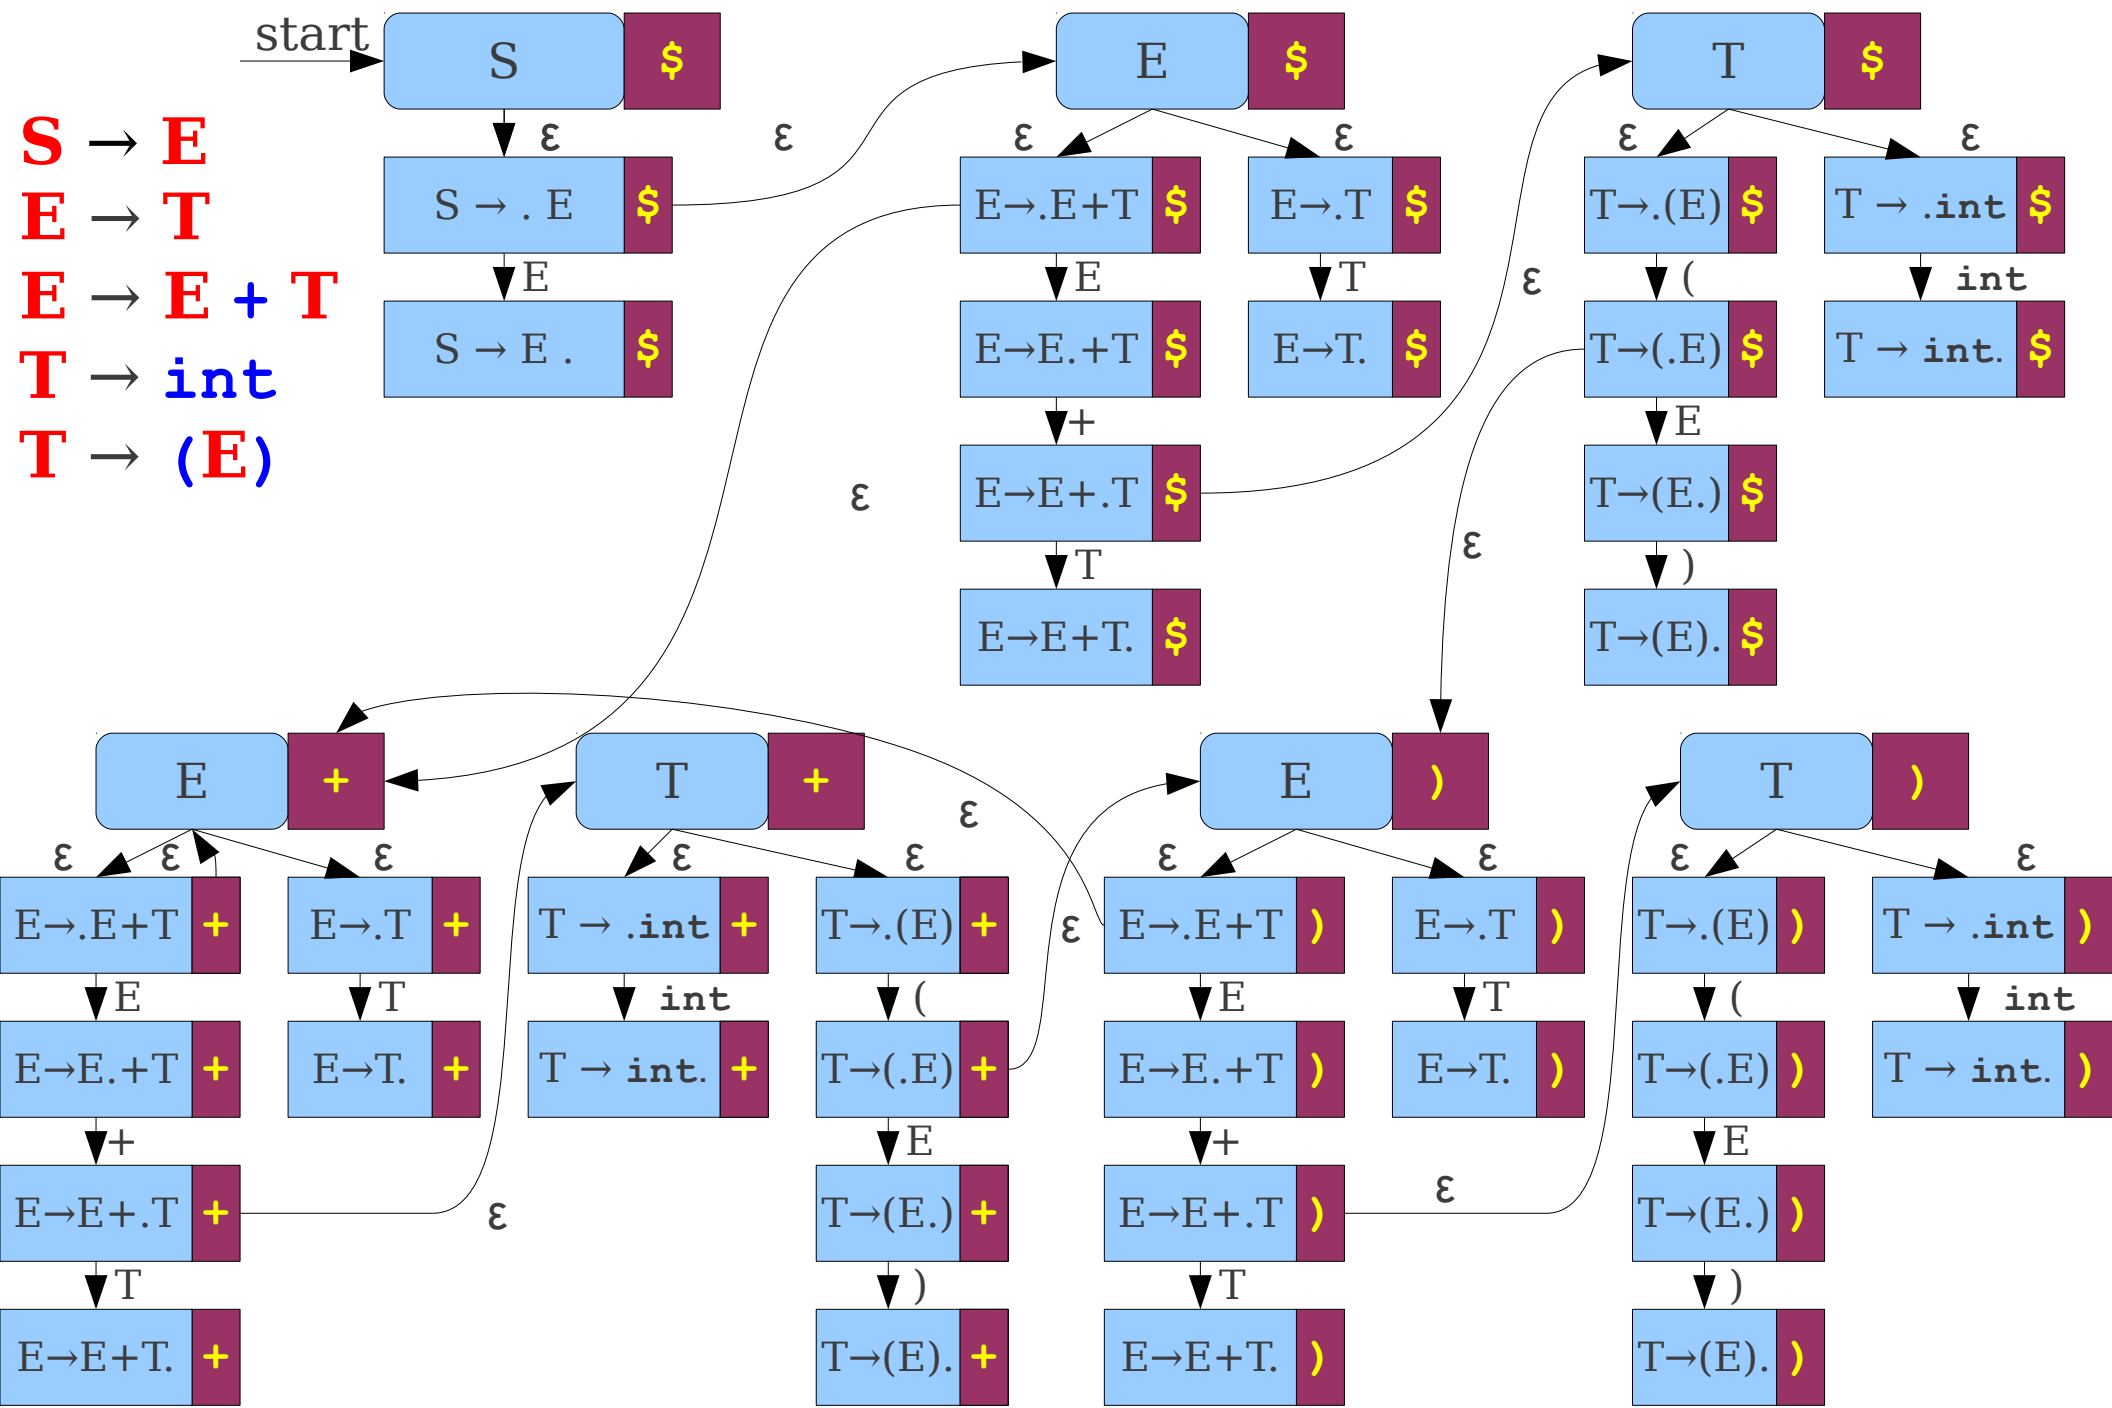 start
S $
E $
T $
S → E
E → T
E → E + T
T → int
T → (E)
ε ε ε ε ε ε
S → . E $
E→.E+T $
E→.T $
T→.(E) $
T → .int $
E E T ( int
S → E . $
E→E.+T $
E→T. $
T→(.E) $
T → int. $
ε
+ E
E→E+.T $
T→(E.) $
ε ε
T )
E→E+T. $
T→(E). $
E +
T +
E )
T )
ε
ε ε ε ε ε ε ε ε ε
E→.E+T +
E→.T +
T → .int +
T→.(E) +
ε
E→.E+T )
E→.T )
T→.(E) )
T → .int )
E T int ( E T ( int
E→E.+T +
E→T. +
T → int. +
T→(.E) +
E→E.+T )
E→T. )
T→(.E) )
T → int. )
+ E + E
E→E+.T +
T→(E.) +
E→E+.T )
T→(E.) )
ε ε
T ) T )
E→E+T. +
T→(E). +
E→E+T. )
T→(E). )